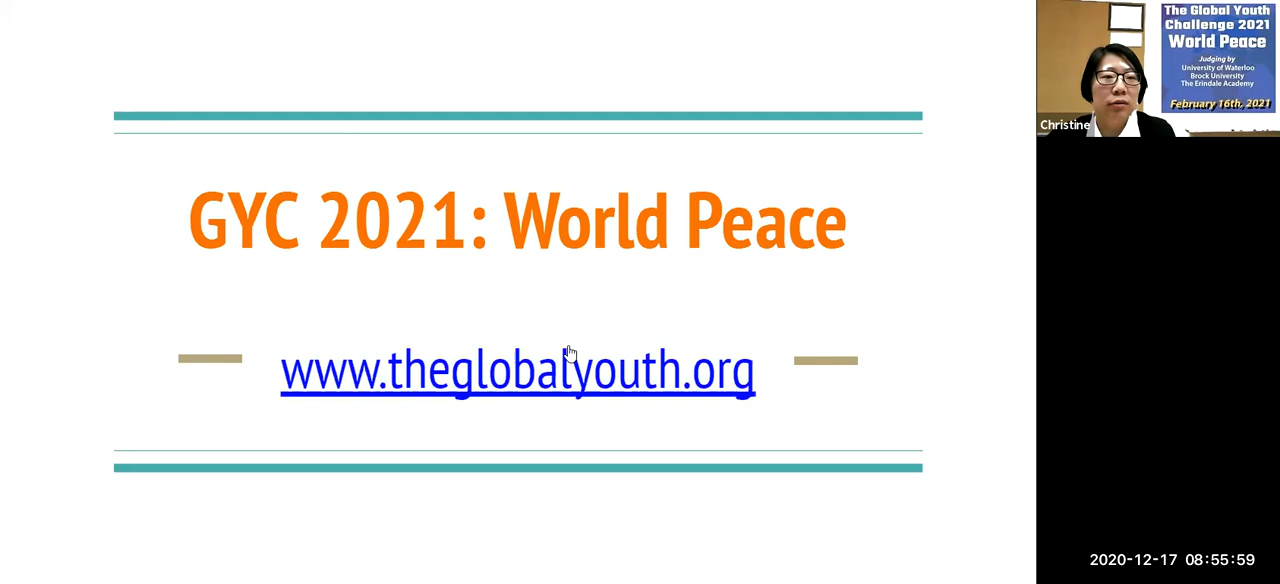 GYC 2021: World Peace
www.theglobalyouth.org
The Global Youth
Challenge 2021
World Peace
Judging by
University of Waterloo
Brock University
The Erindale Academy
February 16th, 2021
Christine
2020-12-17 08:55:59